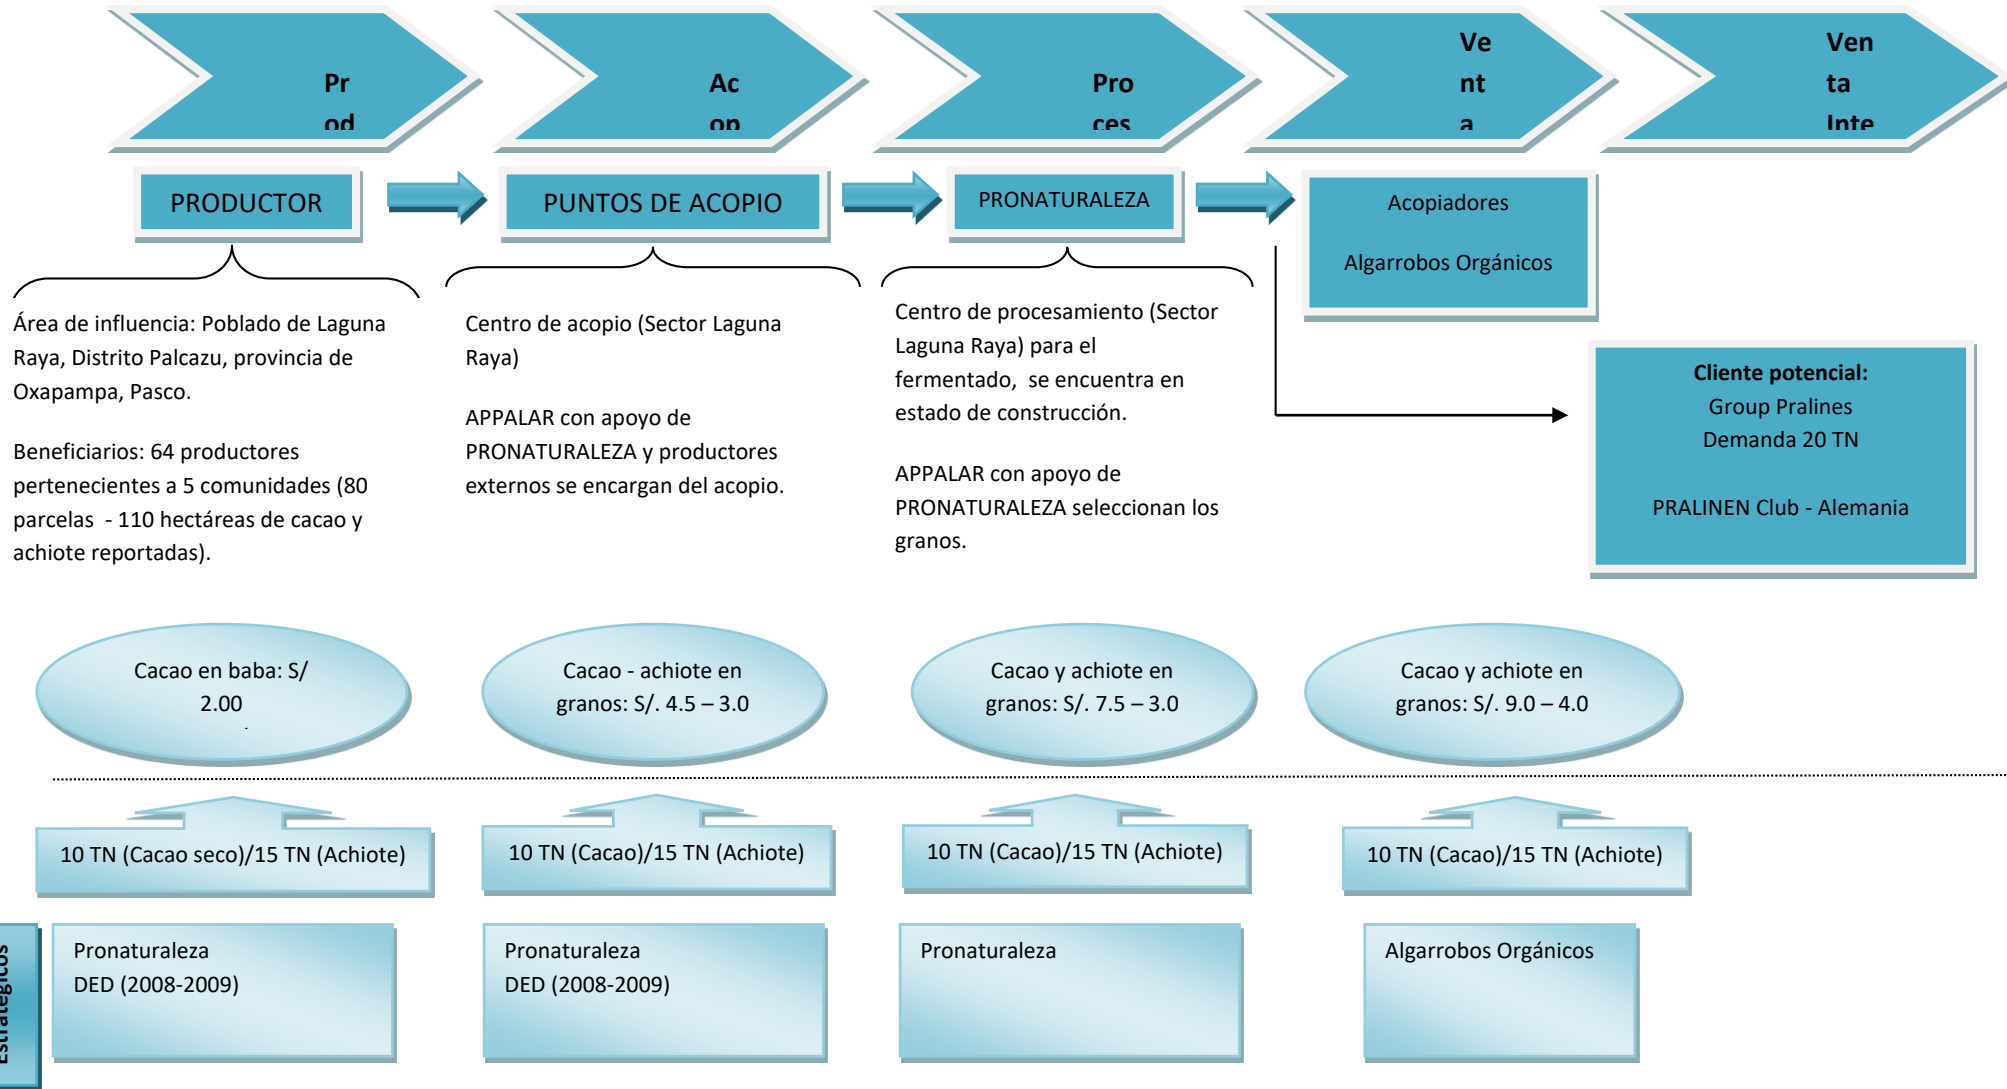 Pr
od
Ac
op
Pro
ces
Ve
nt
a
Ven
ta
Inte
PRODUCTOR
PUNTOS DE ACOPIO
PRONATURALEZA
Acopiadores
Algarrobos Orgánicos
Área de influencia: Poblado de Laguna
Raya, Distrito Palcazu, provincia de
Oxapampa, Pasco.
Beneficiarios: 64 productores
pertenecientes a 5 comunidades (80
parcelas - 110 hectáreas de cacao y
achiote reportadas).
Centro de acopio (Sector Laguna
Raya)
APPALAR con apoyo de
PRONATURALEZA y productores
externos se encargan del acopio.
Centro de procesamiento (Sector
Laguna Raya) para el
fermentado, se encuentra en
estado de construcción.
APPALAR con apoyo de
PRONATURALEZA seleccionan los
granos.
Cliente potencial:
Group Pralines
Demanda 20 TN
PRALINEN Club - Alemania
Cacao en baba: S/
2.00
Cacao - achiote en
granos: S/. 4.5 – 3.0
Cacao y achiote en
granos: S/. 7.5 – 3.0
Cacao y achiote en
granos: S/. 9.0 – 4.0
10 TN (Cacao seco)/15 TN (Achiote)
10 TN (Cacao)/15 TN (Achiote)
10 TN (Cacao)/15 TN (Achiote)
10 TN (Cacao)/15 TN (Achiote)
Estratégicos
Pronaturaleza
DED (2008-2009)
Pronaturaleza
DED (2008-2009)
Pronaturaleza
Algarrobos Orgánicos